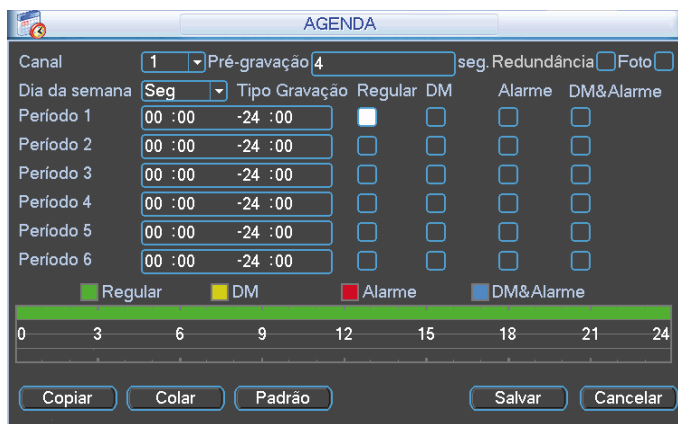 AGENDA
Canal 1 Pré-gravação 4 seg. Redundância Foto
Dia da semana Seg Tipo Gravação Regular DM Alarme DM&Alarme
Período 1 00 :00 -24 :00
Período 2 00 :00 -24 :00
Período 3 00 :00 -24 :00
Período 4 00 :00 -24 :00
Período 5 00 :00 -24 :00
Período 6 00 :00 -24 :00
Regular DM Alarme DM&Alarme
0 3 6 9 12 15 18 21 24
Copiar Colar Padrão Salvar Cancelar